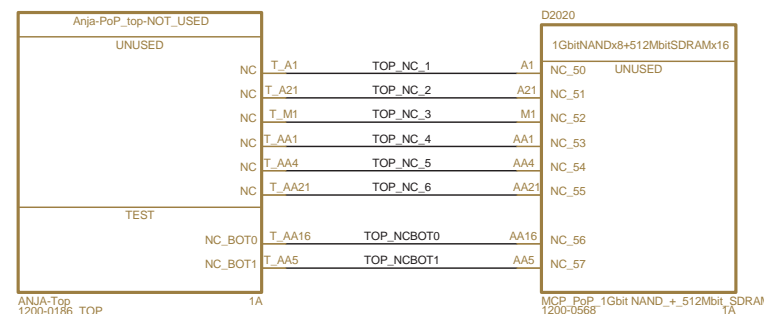 Anja-PoP_top-NOT_USED
UNUSED
D2020
1GbitNANDx8+512MbitSDRAMx16
UNUSED
NC T_A1 TOP_NC_1 A1 NC_50
NC T_A21 TOP_NC_2 A21 NC_51
NC T_M1 TOP_NC_3 M1 NC_52
NC T_AA1 TOP_NC_4 AA1 NC_53
NC T_AA4 TOP_NC_5 AA4 NC_54
NC T_AA21 TOP_NC_6 AA21 NC_55
TEST
NC_BOT0 T_AA16 TOP_NCBOT0 AA16 NC_56
NC_BOT1 T_AA5 TOP_NCBOT1 AA5 NC_57
ANJA-Top 1A
1200-0186_TOP
MCP_PoP_1Gbit NAND_+_512Mbit_SDRAM
1200-0568 1A